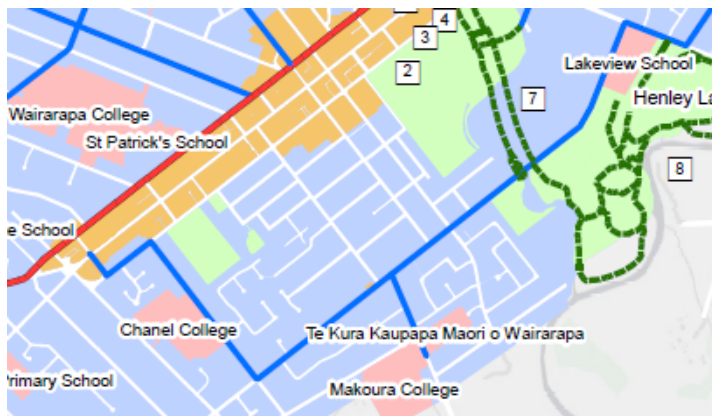 4
3
Lakeview School
2
7
Henley La
Wairarapa College
St Patrick's School
8
e School
Chanel College
Te Kura Kaupapa Maori o Wairarapa
Primary School
Makoura College